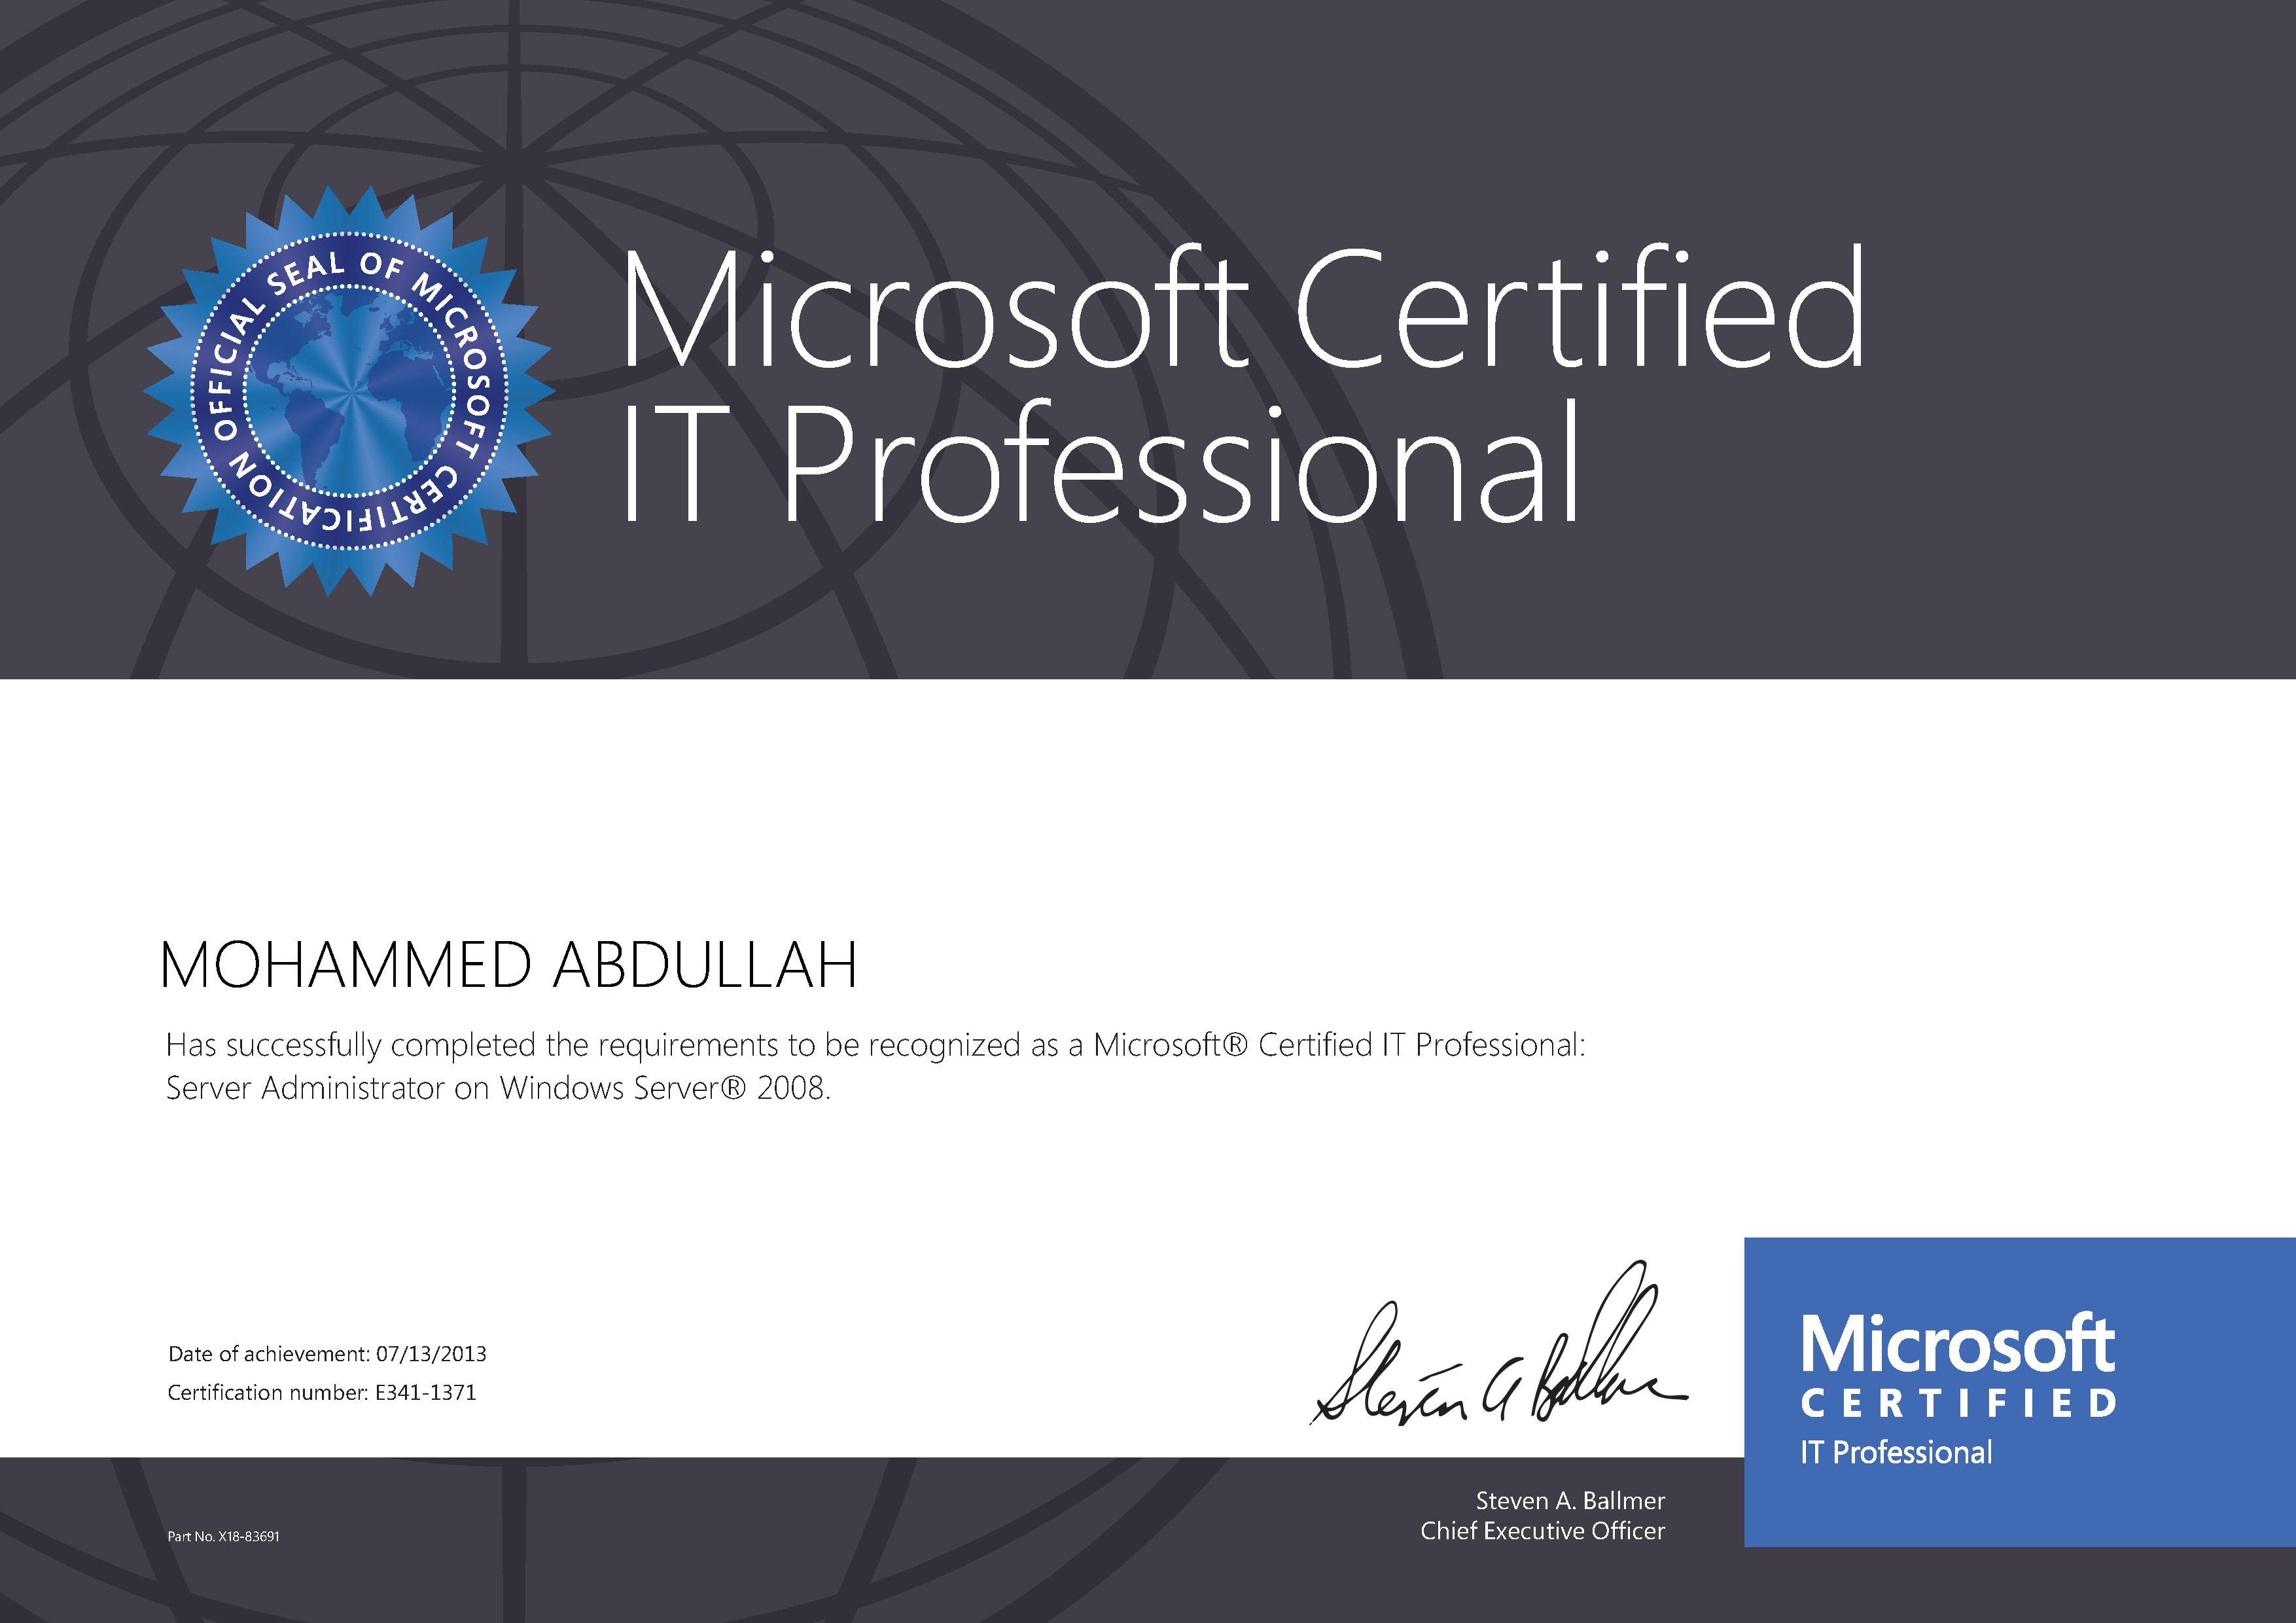 OFFICIAL SEAL OF MICROSOFT CERTIFICATION
Microsoft Certified
IT Professional
MOHAMMED ABDULLAH
Has successfully completed the requirements to be recognized as a Microsoft® Certified IT Professional:
Server Administrator on Windows Server® 2008.
Date of achievement: 07/13/2013
Certification number: E341-1371
Steven A Ballmer
Microsoft
CERTIFIED
IT Professional
Steven A. Ballmer
Chief Executive Officer
Part No. X18-83691